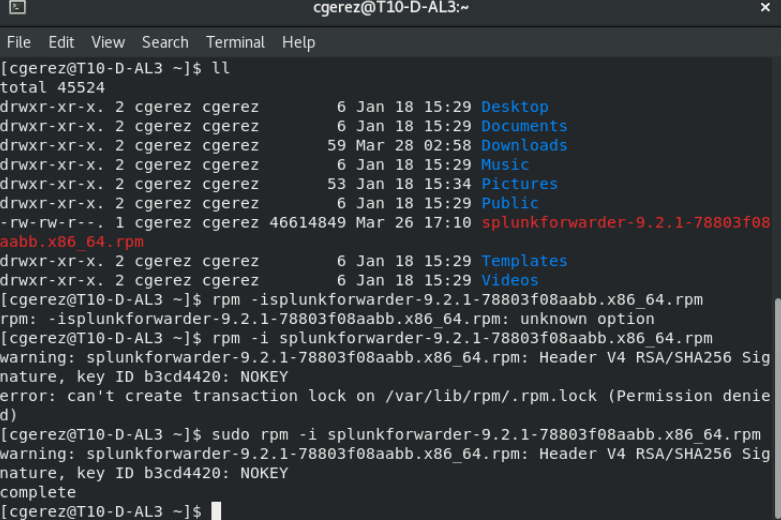 cgerez@T10-D-AL3:~
File Edit View Search Terminal Help
[cgerez@T10-D-AL3 ~]$ ll
total 45524
drwxr-xr-x. 2 cgerez cgerez        6 Jan 18 15:29 Desktop
drwxr-xr-x. 2 cgerez cgerez        6 Jan 18 15:29 Documents
drwxr-xr-x. 2 cgerez cgerez       59 Mar 28 02:58 Downloads
drwxr-xr-x. 2 cgerez cgerez        6 Jan 18 15:29 Music
drwxr-xr-x. 2 cgerez cgerez       53 Jan 18 15:34 Pictures
drwxr-xr-x. 2 cgerez cgerez        6 Jan 18 15:29 Public
-rw-rw-r--. 1 cgerez cgerez 46614849 Mar 26 17:10 splunkforwarder-9.2.1-78803f08
aabb.x86_64.rpm
drwxr-xr-x. 2 cgerez cgerez        6 Jan 18 15:29 Templates
drwxr-xr-x. 2 cgerez cgerez        6 Jan 18 15:29 Videos
[cgerez@T10-D-AL3 ~]$ rpm -isplunkforwarder-9.2.1-78803f08aabb.x86_64.rpm
rpm: -isplunkforwarder-9.2.1-78803f08aabb.x86_64.rpm: unknown option
[cgerez@T10-D-AL3 ~]$ rpm -i splunkforwarder-9.2.1-78803f08aabb.x86_64.rpm
warning: splunkforwarder-9.2.1-78803f08aabb.x86_64.rpm: Header V4 RSA/SHA256 Sig
nature, key ID b3cd4420: NOKEY
error: can't create transaction lock on /var/lib/rpm/.rpm.lock (Permission denie
d)
[cgerez@T10-D-AL3 ~]$ sudo rpm -i splunkforwarder-9.2.1-78803f08aabb.x86_64.rpm
warning: splunkforwarder-9.2.1-78803f08aabb.x86_64.rpm: Header V4 RSA/SHA256 Sig
nature, key ID b3cd4420: NOKEY
complete
[cgerez@T10-D-AL3 ~]$